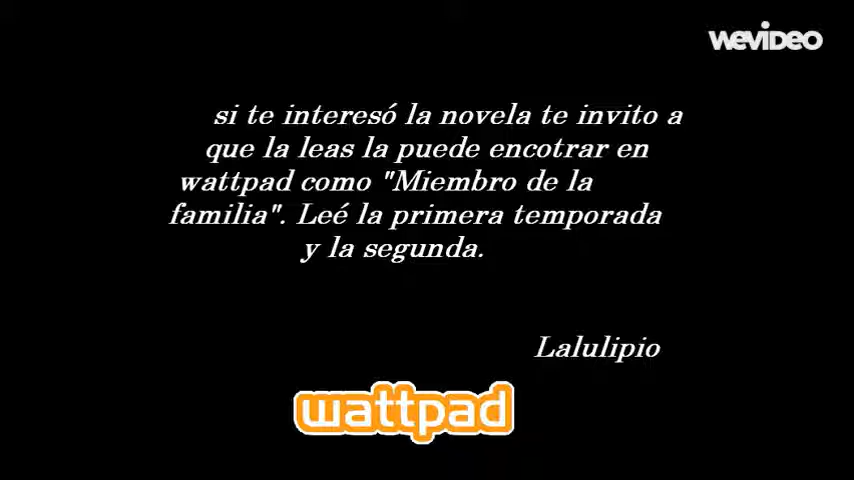 wevideo
si te interesó la novela te invito a
que la leas la puede encotrar en
wattpad como "Miembro de la
familia". Leé la primera temporada
y la segunda.
Lalulipio
wattpad